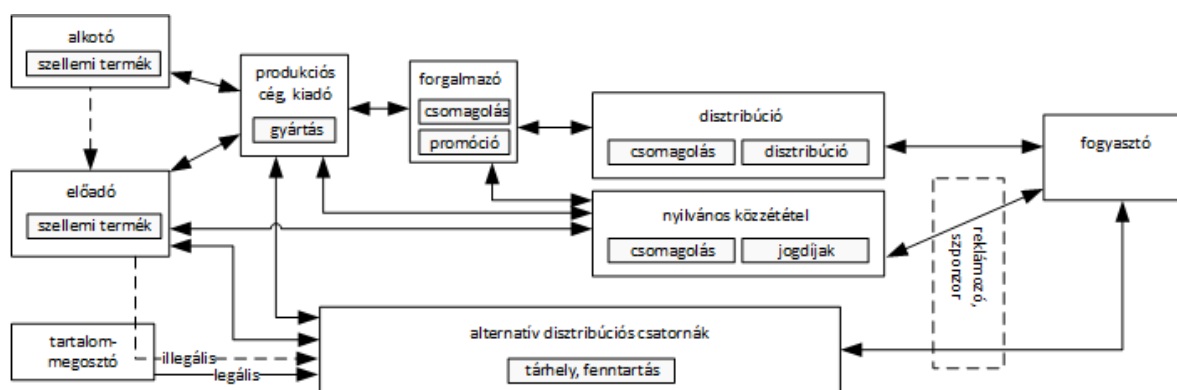 alkotó
szellemi termék
előadó
szellemi termék
tartalom-
megosztó
produkciós
cég, kiadó
gyártás
forgalmazó
csomagolás
promóció
disztribúció
csomagolás
disztribúció
nyilvános közzététel
csomagolás
jogdíjak
fogyasztó
reklámozó,
szponzor
alternatív disztribúciós csatornák
tárhely, fenntartás
illegális
legális